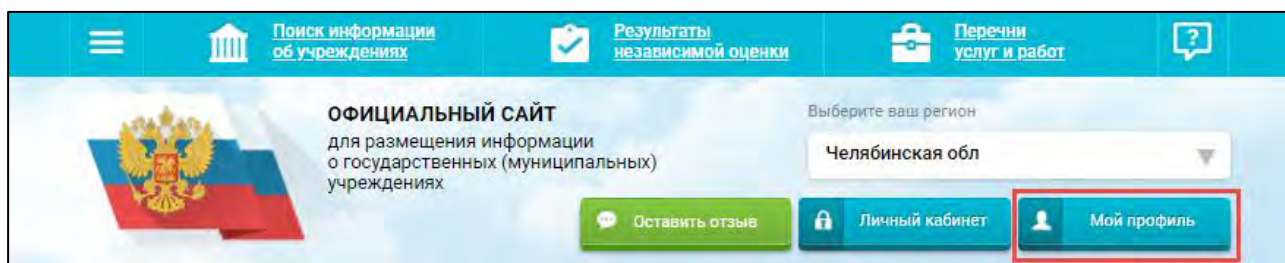 Поиск информации
об учреждениях
Результаты
независимой оценки
Перечни
услуг и работ
?
ОФИЦИАЛЬНЫЙ САЙТ
для размещения информации
о государственных (муниципальных)
учреждениях
Выберите ваш регион
Челябинская обл
Оставить отзыв
Личный кабинет
Мой профиль